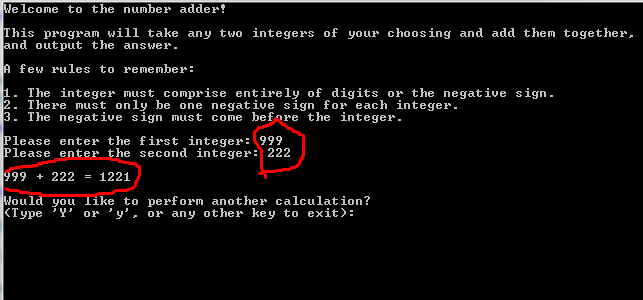 Welcome to the number adder!
This program will take any two integers of your choosing and add them together,
and output the answer.
A few rules to remember:
1. The integer must comprise entirely of digits or the negative sign.
2. There must only be one negative sign for each integer.
3. The negative sign must come before the integer.
Please enter the first integer: 999
Please enter the second integer: 222
999 + 222 = 1221
Would you like to perform another calculation?
(Type 'Y' or 'y', or any other key to exit):